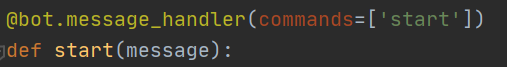 @bot.message_handler(commands=['start'])
def start(message):